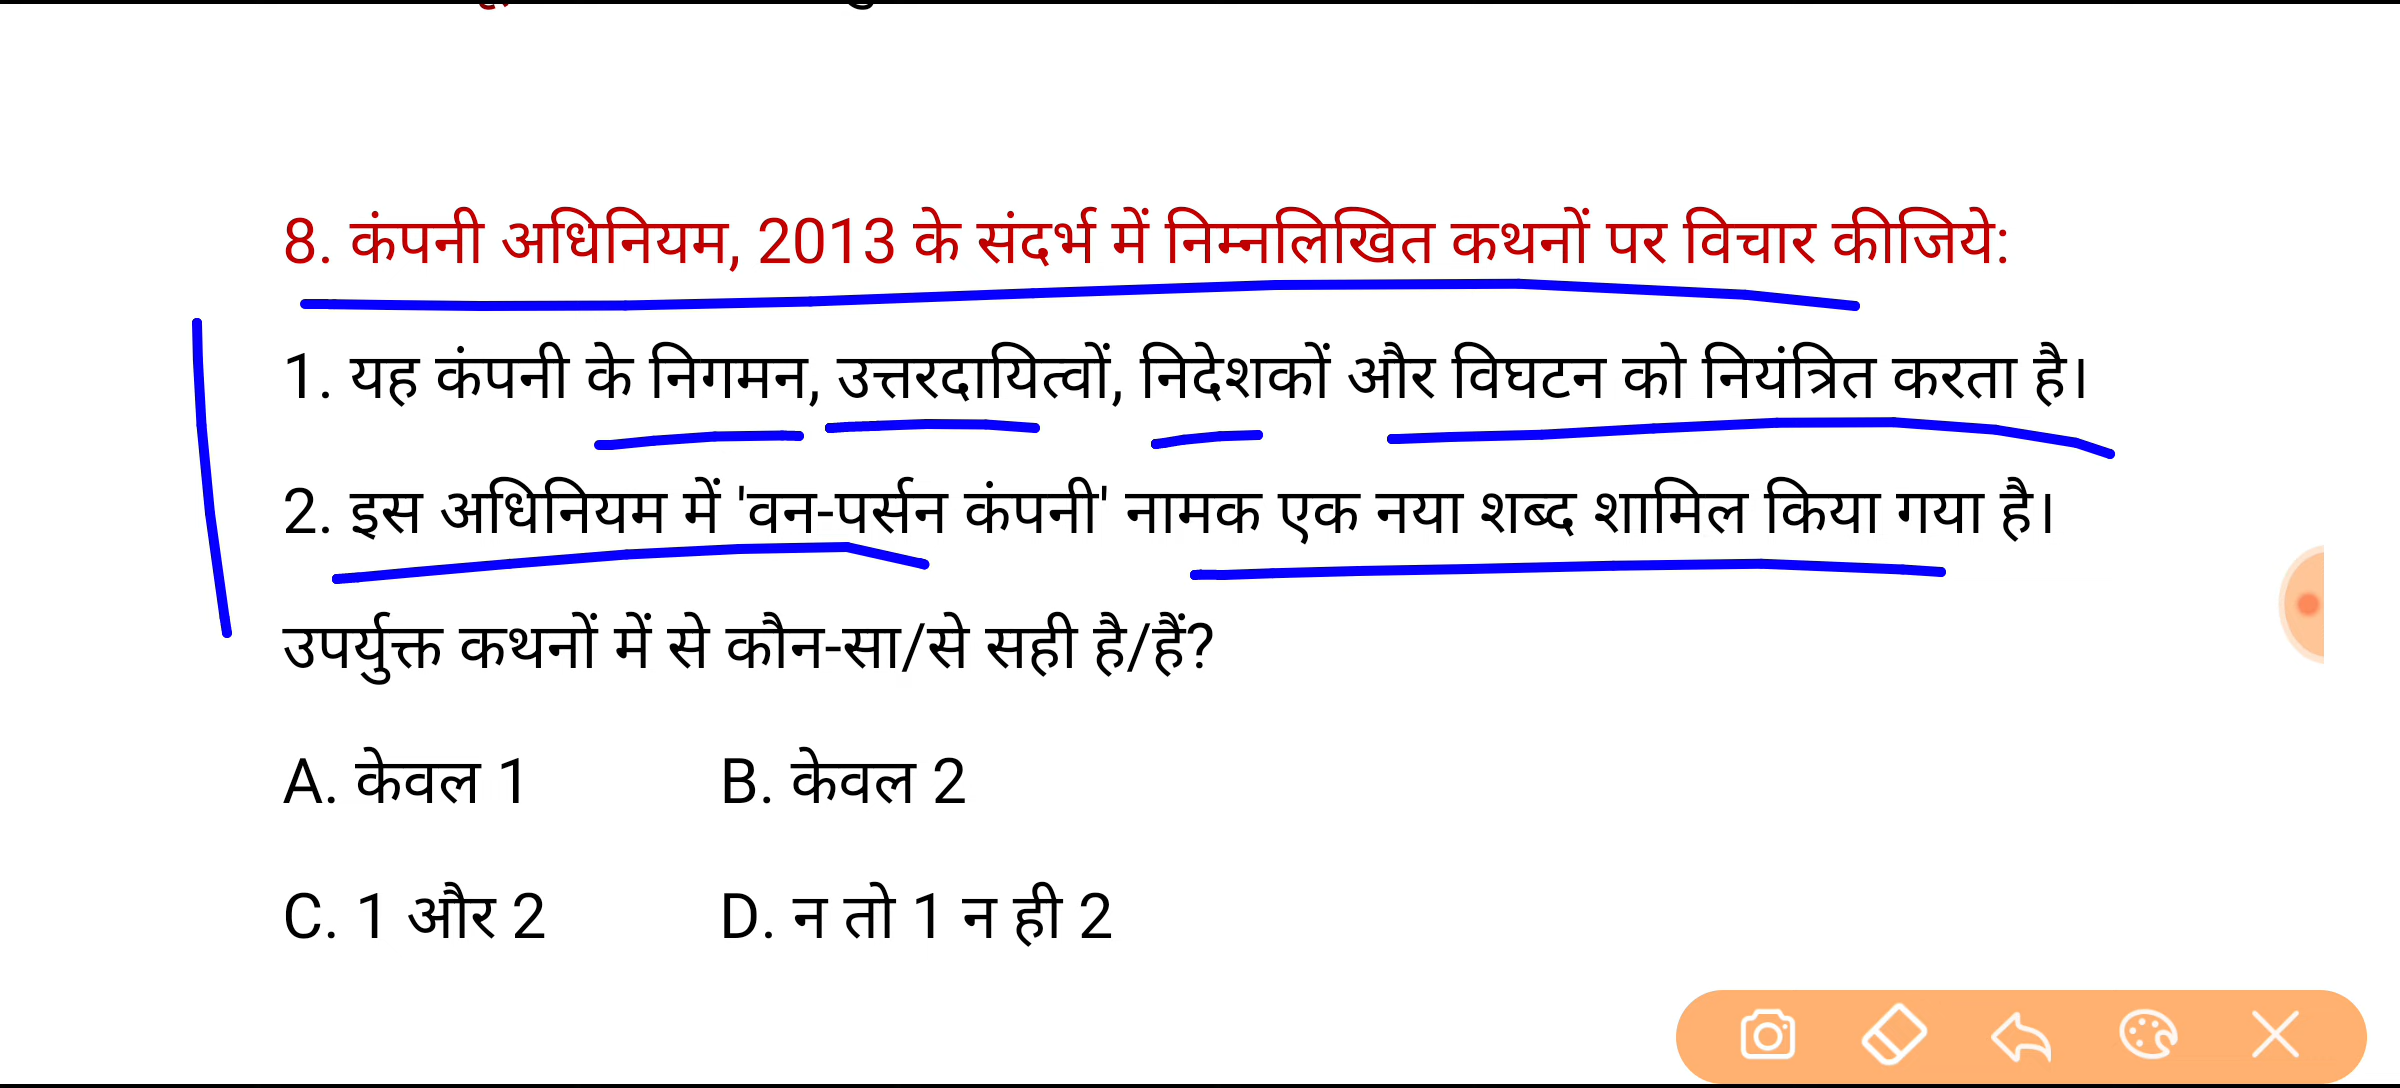 8. कंपनी अधिनियम, 2013 के संदर्भ में निम्नलिखित कथनों पर विचार कीजिये:
1. यह कंपनी के निगमन, उत्तरदायित्वों, निदेशकों और विघटन को नियंत्रित करता है।
2. इस अधिनियम में 'वन-पर्सन कंपनी' नामक एक नया शब्द शामिल किया गया है।
उपर्युक्त कथनों में से कौन-सा/से सही है/हैं?
A. केवल 1 B. केवल 2
C. 1 और 2 D. न तो 1 न ही 2